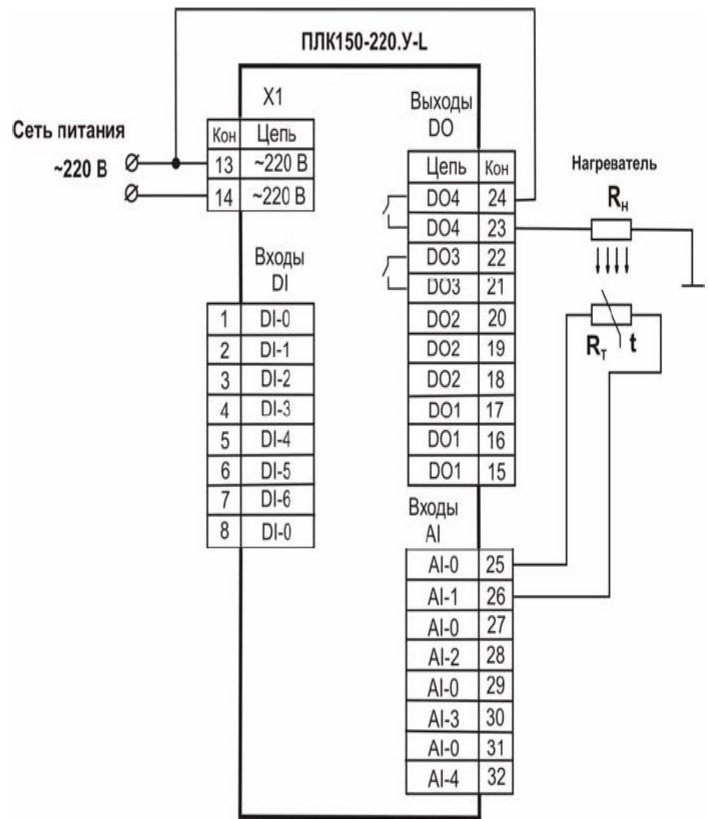 ПЛК150-220.У-L
X1
Сеть питания
~220 В
Кон Цепь
13 ~220 В
14 ~220 В
Входы
DI
1 DI-0
2 DI-1
3 DI-2
4 DI-3
5 DI-4
6 DI-5
7 DI-6
8 DI-0
Выходы
DO
Цепь Кон
DO4 24
DO4 23
DO3 22
DO3 21
DO2 20
DO2 19
DO2 18
DO1 17
DO1 16
DO1 15
Нагреватель
Rн
Rт t
Входы
AI
AI-0 25
AI-1 26
AI-0 27
AI-2 28
AI-0 29
AI-3 30
AI-0 31
AI-4 32